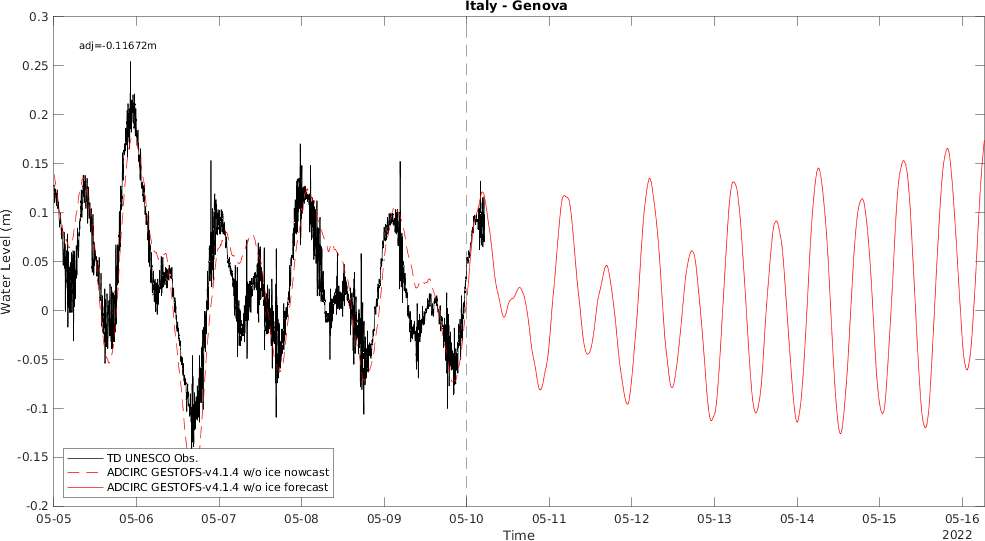 Italy - Genova
adj=-0.11672m
0.3
0.25
0.2
0.15
0.1
0.05
0
-0.05
-0.1
-0.15
-0.2
Water Level (m)
TD UNESCO Obs.
ADCIRC GESTOFS-v4.1.4 w/o ice nowcast
ADCIRC GESTOFS-v4.1.4 w/o ice forecast
05-05 05-06 05-07 05-08 05-09 05-10 05-11 05-12 05-13 05-14 05-15 05-16
Time
2022